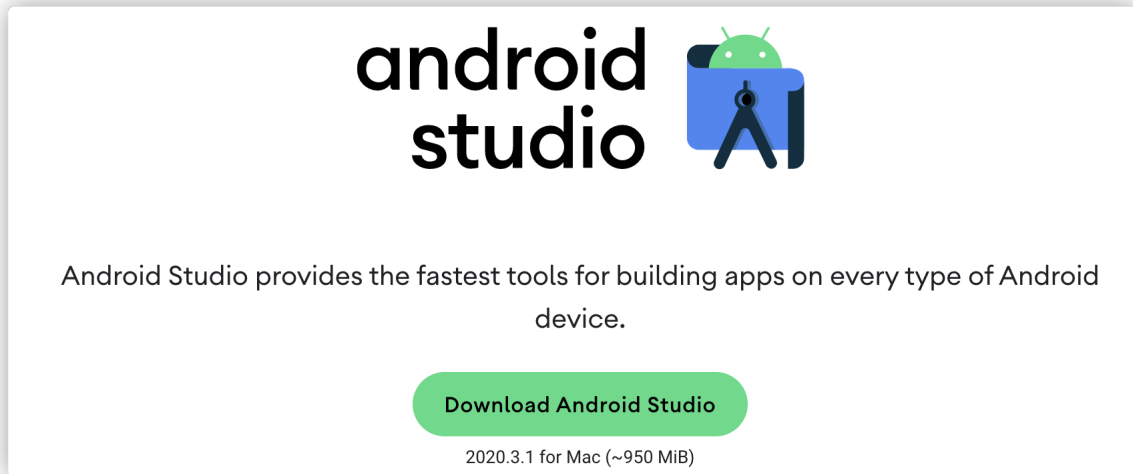 android
studio
Android Studio provides the fastest tools for building apps on every type of Android
device.
Download Android Studio
2020.3.1 for Mac (~950 MiB)